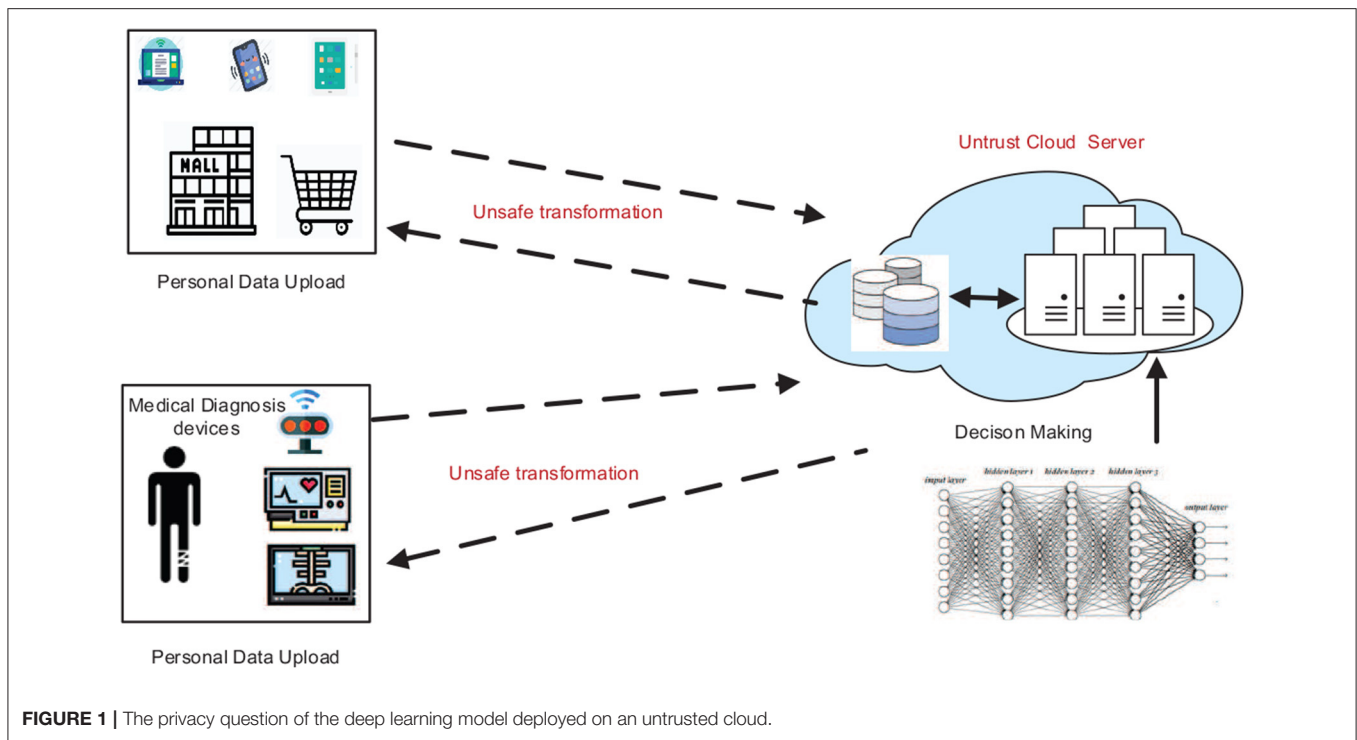 MALL
Personal Data Upload
Unsafe transformation
Untrust Cloud Server
Medical Diagnosis
devices
Personal Data Upload
Unsafe transformation
Decison Making
input layer
hidden layer 1
hidden layer 2
hidden layer 3
output layer
FIGURE 1 | The privacy question of the deep learning model deployed on an untrusted cloud.